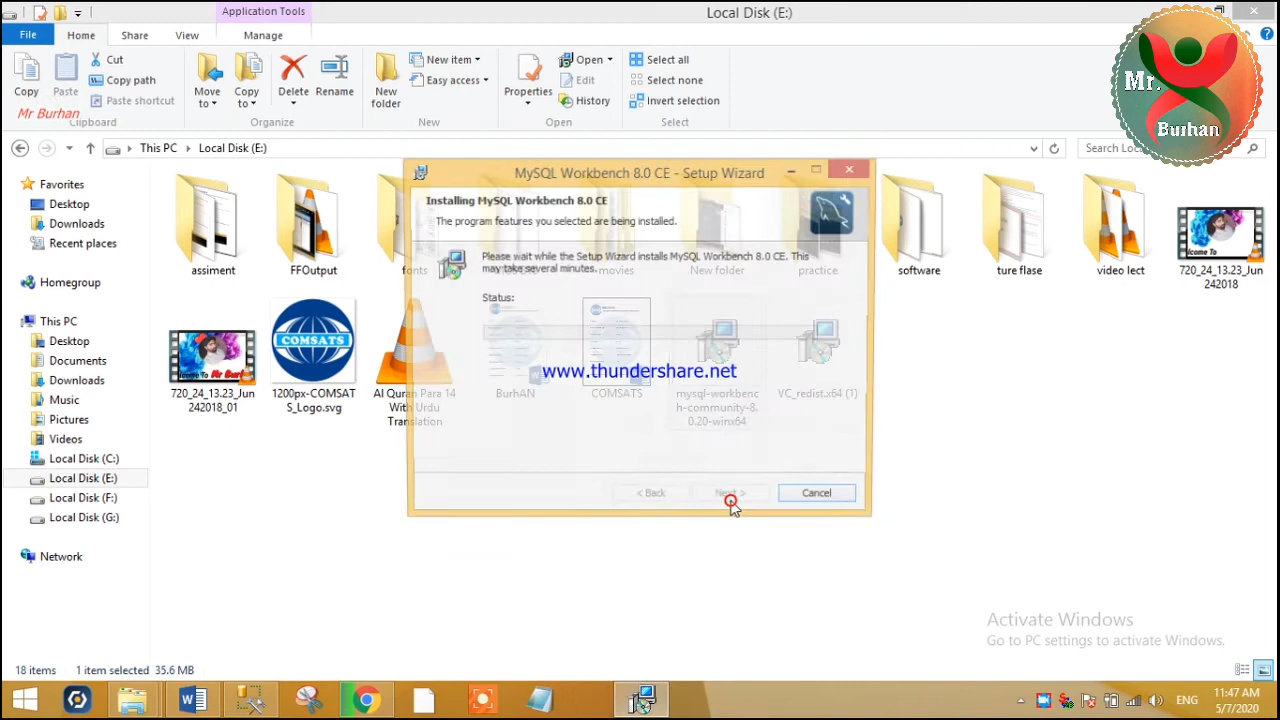 Application Tools
Local Disk (E:)
File
Home
Share
View
Manage
Copy
Paste
Cut
Copy path
Paste shortcut
Mr Burhan
Clipboard
Move to
Copy to
Delete
Rename
Organize
New folder
New item
Easy access
New
Properties
Open
Edit
History
Open
Select all
Select none
Invert selection
Select
Mr.
Burhan
This PC
Local Disk (E:)
Favorites
Desktop
Downloads
Recent places
Homegroup
This PC
Desktop
Documents
Downloads
Music
Pictures
Videos
Local Disk (C:)
Local Disk (E:)
Local Disk (F:)
Local Disk (G:)
Network
assiment
FFOutput
fonts
movies
New folder
practice
software
ture flase
video lect
720_24_13.23_Jun
242018
720_24_13.23_Jun
242018_01
COMSATS
1200px-COMSAT
S_Logo.svg
Al Quran Para 14
With Urdu
Translation
BurhAN
COMSATS
mysql-workbenc
h-community-8.
0.20-winx64
VC_redist.x64 (1)
MySQL Workbench 8.0 CE - Setup Wizard
Installing MySQL Workbench 8.0 CE
The program features you selected are being installed.
Please wait while the Setup Wizard installs MySQL Workbench 8.0 CE. This
may take several minutes.
Status:
www.thundershare.net
< Back
Next >
Cancel
Activate Windows
Go to PC settings to activate Windows.
18 items
1 item selected
35.6 MB
ENG
11:47 AM
5/7/2020